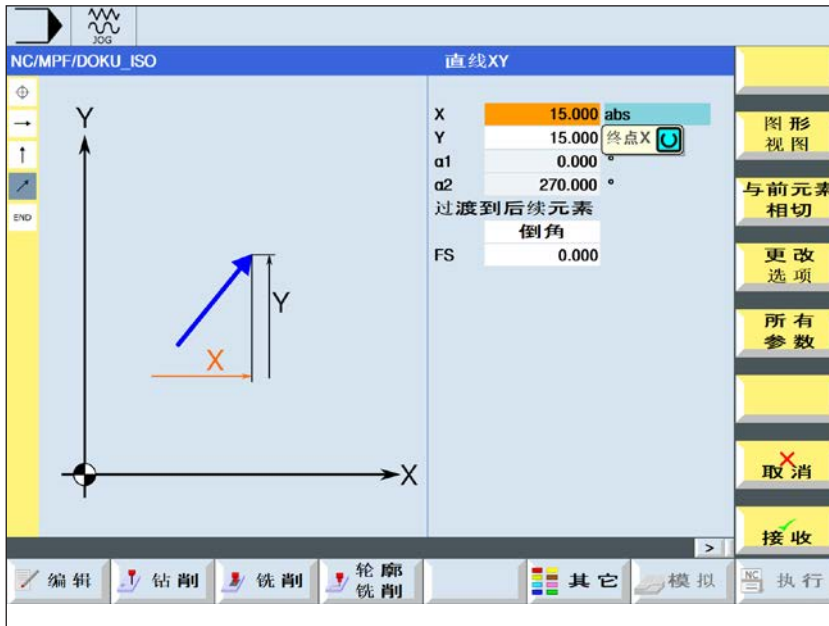 JOG
NC/MPF/DOKU_ISO
直线XY
END
Y
X
Y
X
X 15.000 abs
Y 15.000
终点X
α1 0.000 °
α2 270.000 °
过渡到后续元素
倒角
FS 0.000
图形
视图
与前元素
相切
更改
选项
所有
参数
取消
接收
>
编辑
钻削
铣削
轮廓
铣削
其它
模拟
NC
执行